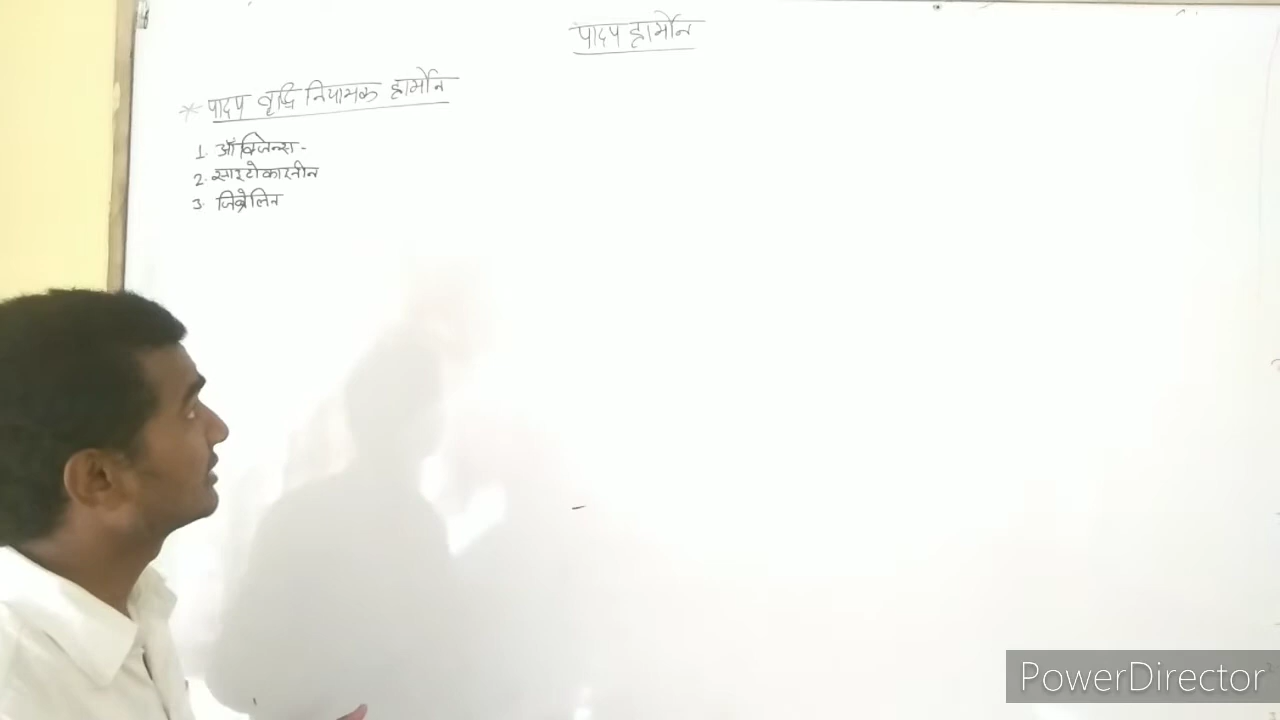 पादप हार्मोन
* पादप वृद्धि नियामक हार्मोन
1. ऑक्जिन्स -
2. साइटोकाइनीन
3. जिब्रेलिन
PowerDirector